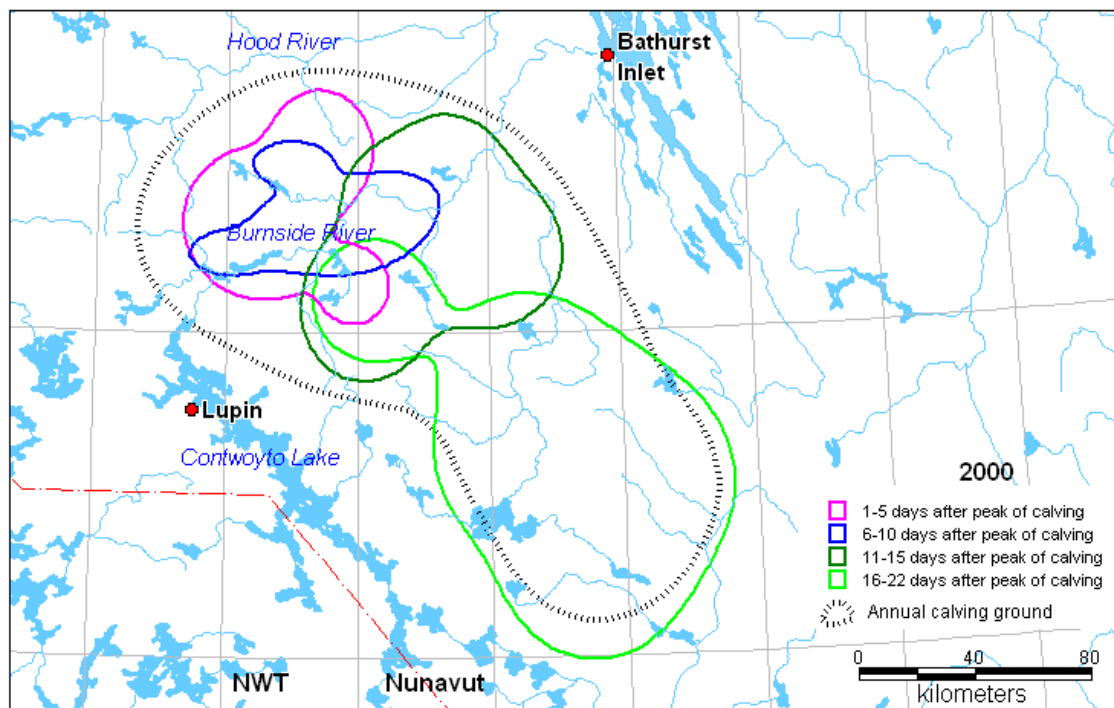 Hood River
Bathurst
Inlet
Burnside River
Lupin
Contwoyto Lake
2000
1-5 days after peak of calving
6-10 days after peak of calving
11-15 days after peak of calving
16-22 days after peak of calving
Annual calving ground
0 40 80
kilometers
NWT Nunavut